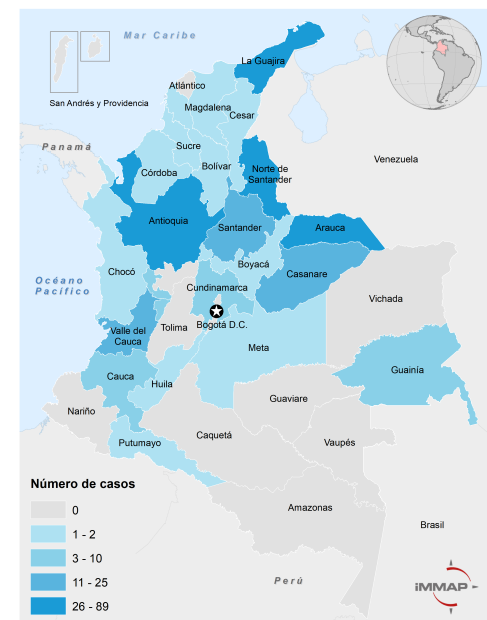 Mar Caribe
La Guajira
San Andrés y Providencia
Atlántico
Magdalena
Cesar
Panamá
Sucre
Venezuela
Córdoba
Bolívar
Norte de
Santander
Antioquia
Santander
Arauca
Océano
Pacífico
Chocó
Boyacá
Casanare
Cundinamarca
Vichada
Bogotá D.C.
Tolima
Valle del
Cauca
Meta
Guainía
Cauca
Huila
Nariño
Guaviare
Putumayo
Caquetá
Vaupés
Número de casos
0
1 - 2
3 - 10
11 - 25
26 - 89
Amazonas
Brasil
Perú
iMMAP